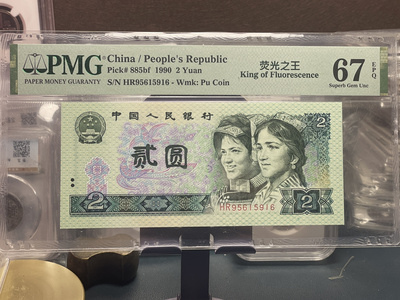 PMG
PAPER MONEY GUARANTY
China / People's Republic
Pick# 885bf 1990 2 Yuan
S/N HR95615916 - Wmk: Pu Coin
荧光之王
King of Fluorescence
67 EPQ
Superb Gem Unc
中国人民银行
2
贰圆
2
HR95615916
2